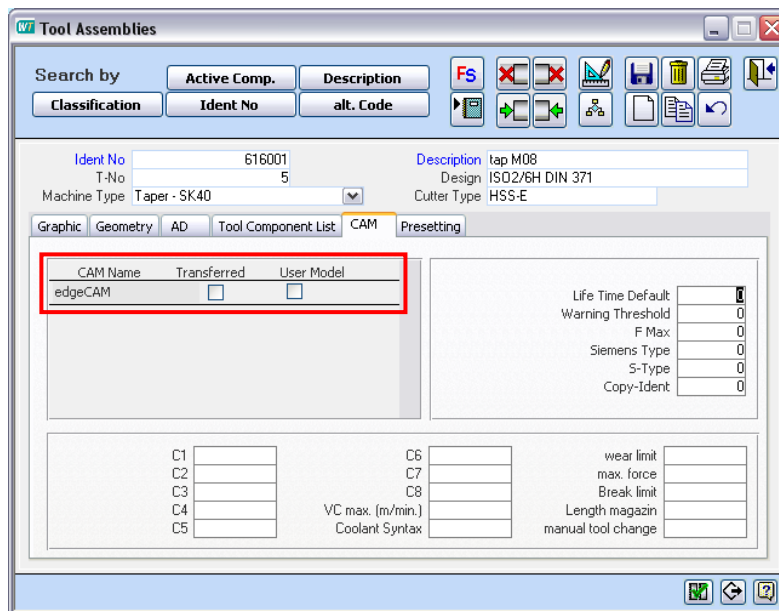 WT Tool Assemblies
Search by
Active Comp.
Description
Classification
Ident No
alt. Code
FS
Ident No 616001
Description tap M08
T-No 5
Design ISO2/6H DIN 371
Machine Type Taper - SK40
Cutter Type HSS-E
Graphic Geometry AD Tool Component List CAM Presetting
CAM Name Transferred User Model
edgeCAM
Life Time Default 0
Warning Threshold 0
F Max 0
Siemens Type 0
S-Type 0
Copy-Ident 0
C1 C6 wear limit
C2 C7 max. force
C3 C8 Break limit
C4 VC max. (m/min.) Length magazin
C5 Coolant Syntax manual tool change